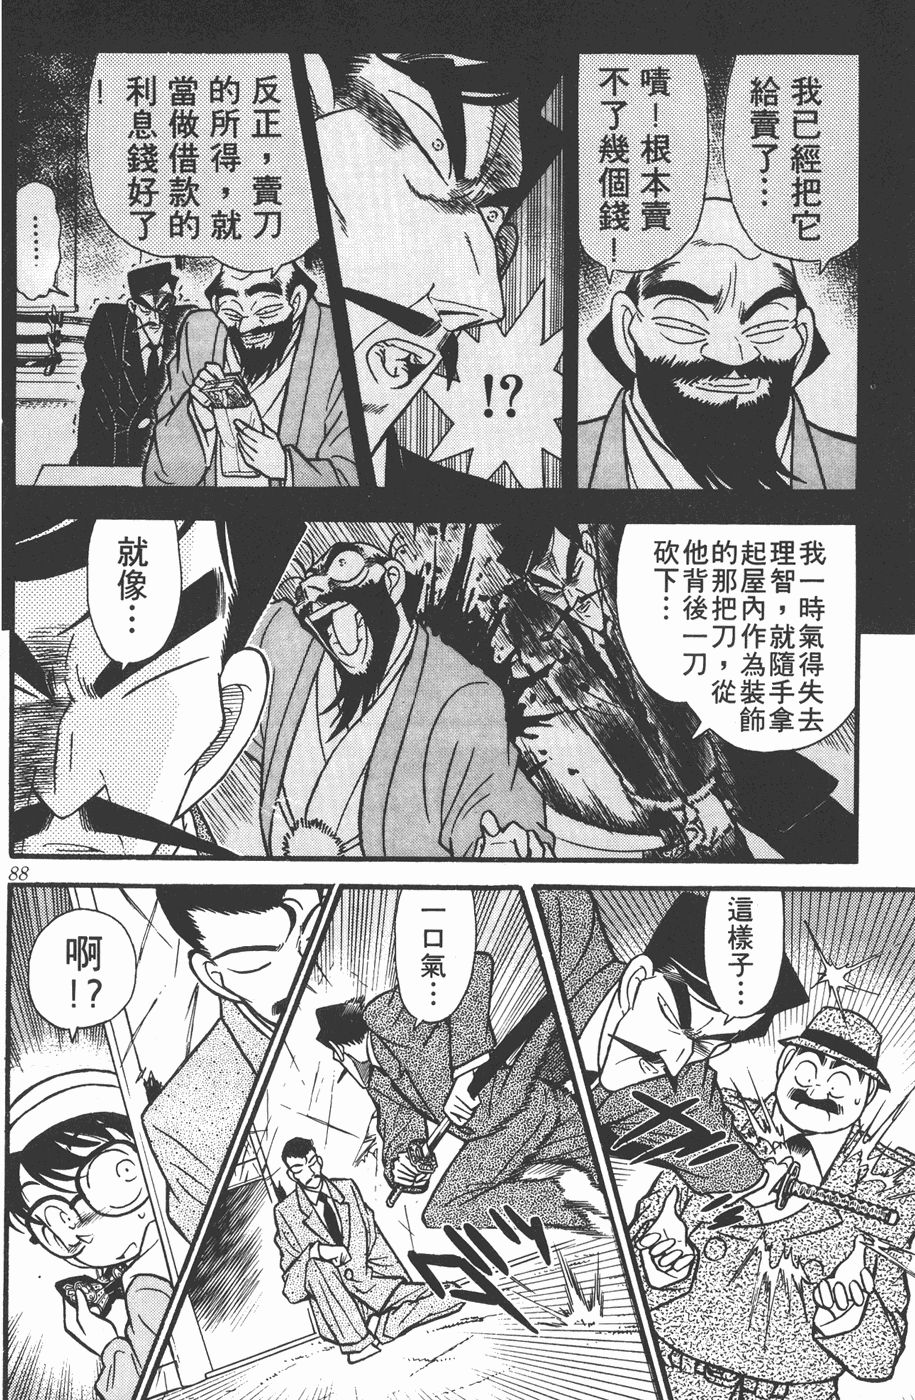 我已經把它
給賣了⋯
嘖!根本賣
不了幾個錢!
!?
反正,賣刀
的所得,就
當做借款的
利息錢好了
!
⋯⋯
我一時氣得失去
理智,就隨手拿
起屋內作為裝飾
的那把刀,從
他背後一刀
砍下⋯
就像⋯
88
這樣子⋯
一口氣⋯
啊!?